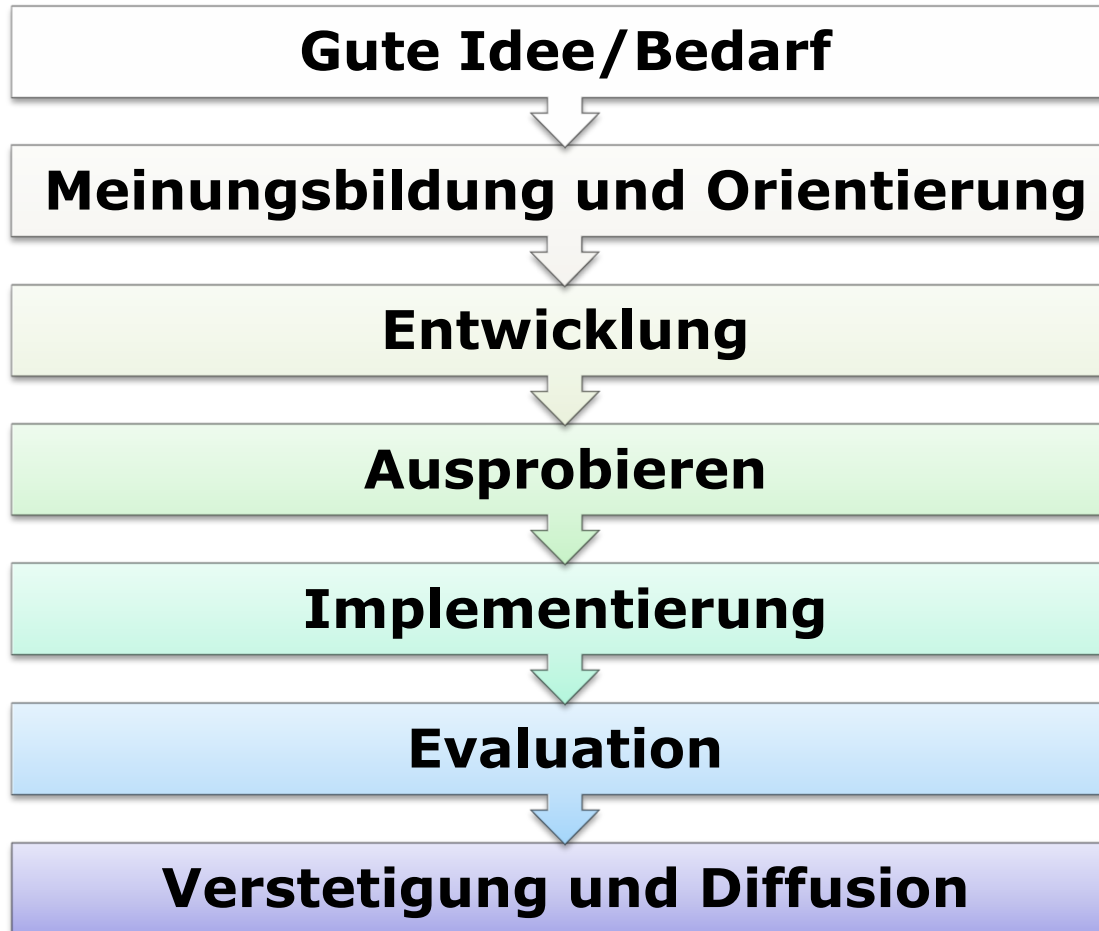 Gute Idee/Bedarf
Meinungsbildung und Orientierung
Entwicklung
Ausprobieren
Implementierung
Evaluation
Verstetigung und Diffusion